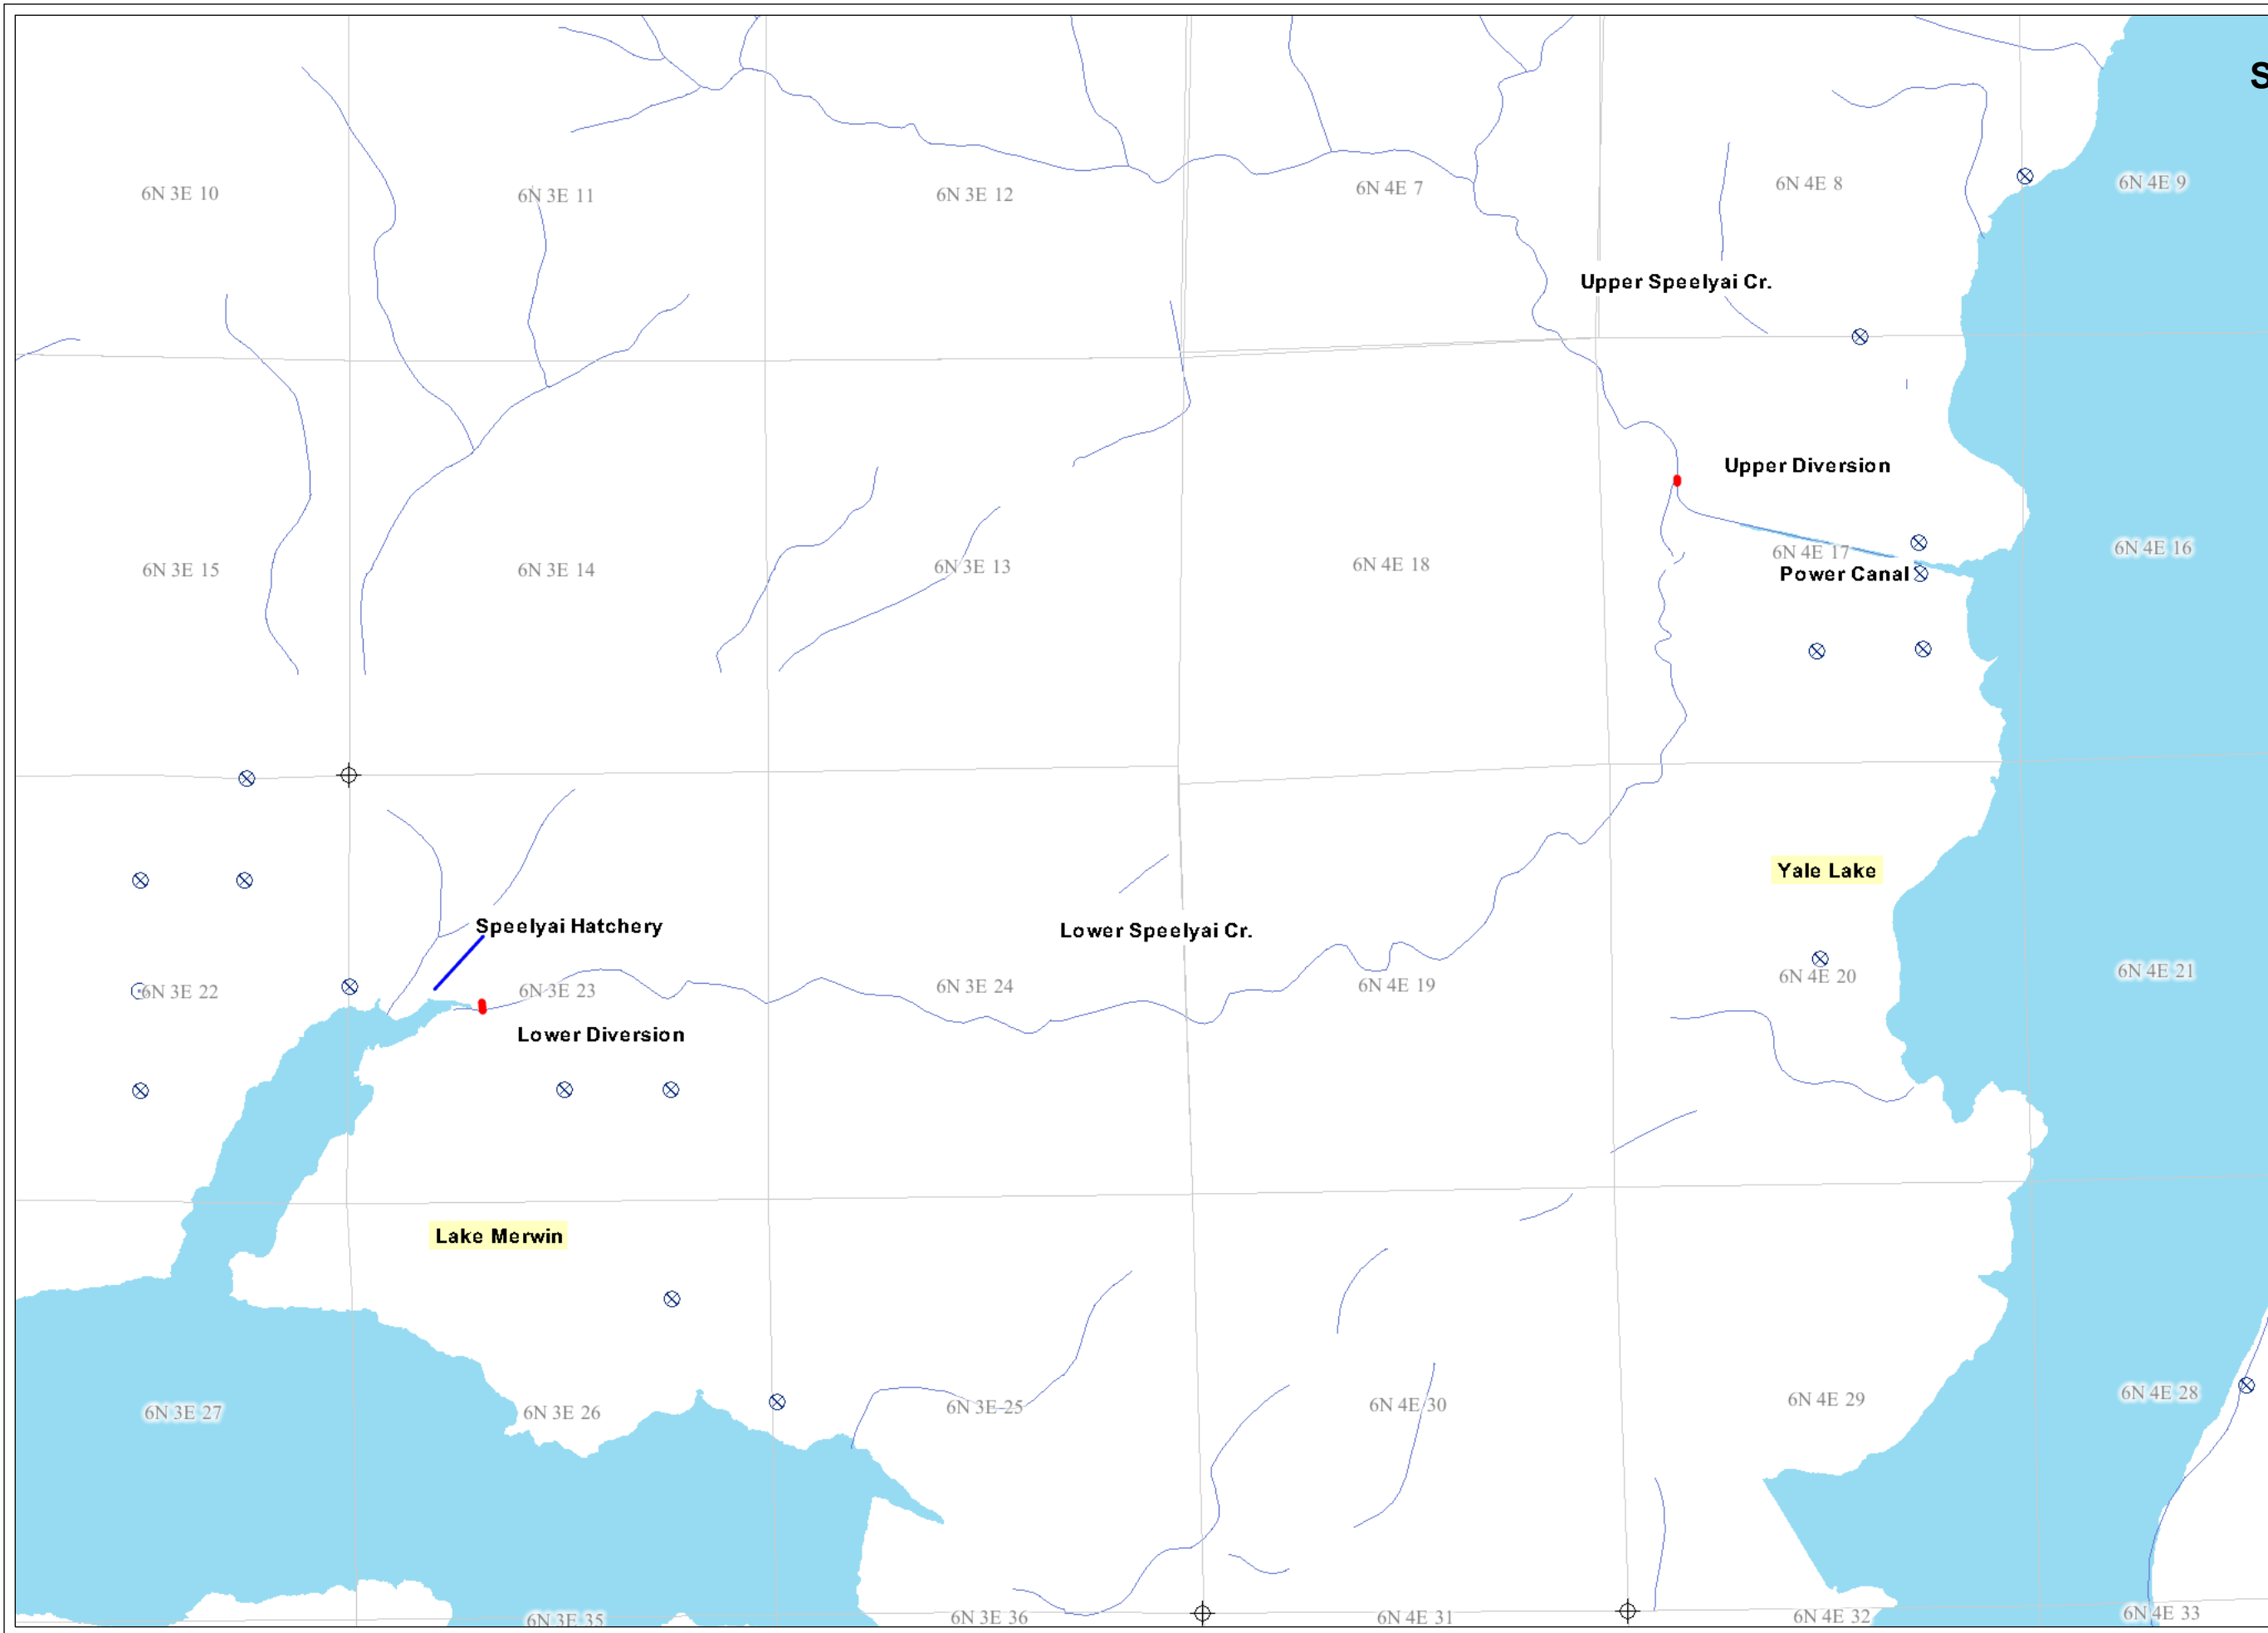 S
6N 3E 10
6N 3E 11
6N 3E 12
6N 4E 7
6N 4E 8
6N 4E 9
Upper Speelyai Cr.
Upper Diversion
6N 3E 15
6N 3E 14
6N 3E 13
6N 4E 18
6N 4E 17
6N 4E 16
Power Canal
Yale Lake
Speelyai Hatchery
Lower Speelyai Cr.
6N 3E 22
6N 3E 23
6N 3E 24
6N 4E 19
6N 4E 20
6N 4E 21
Lower Diversion
Lake Merwin
6N 3E 27
6N 3E 26
6N 3E 25
6N 4E 30
6N 4E 29
6N 4E 28
6N 3E 35
6N 3E 36
6N 4E 31
6N 4E 32
6N 4E 33